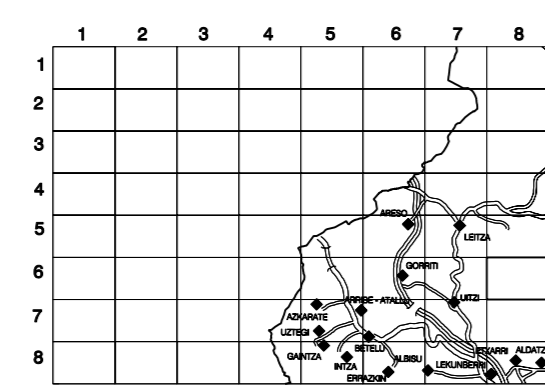 1 2 3 4 5 6 7 8
1
2
3
4
ARESO
5
LEITZA
6
GORRITI
ARRIBE - ATALLU
UITZI
7
AZKARATE
UZTEGI
BETELU
ETXARRI
ALDATZ
8
GAINTZA
ALBISU
INTZA
LEKUNBERRI
ERRAZKIN